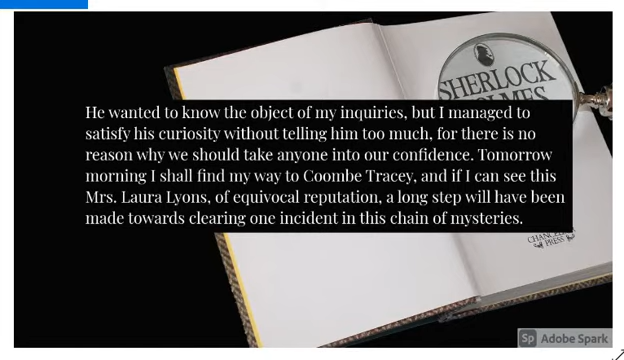 SHERLOCK
HOLMES
He wanted to know the object of my inquiries, but I managed to
satisfy his curiosity without telling him too much, for there is no
reason why we should take anyone into our confidence. Tomorrow
morning I shall find my way to Coombe Tracey, and if I can see this
Mrs. Laura Lyons, of equivocal reputation, a long step will have been
made towards clearing one incident in this chain of mysteries.
PRESS
Sp Adobe Spark